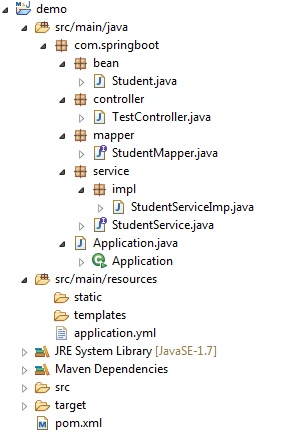 demo
src/main/java
com.springboot
bean
Student.java
controller
TestController.java
mapper
StudentMapper.java
service
impl
StudentServiceImp.java
StudentService.java
Application.java
Application
src/main/resources
static
templates
application.yml
JRE System Library [JavaSE-1.7]
Maven Dependencies
src
target
pom.xml